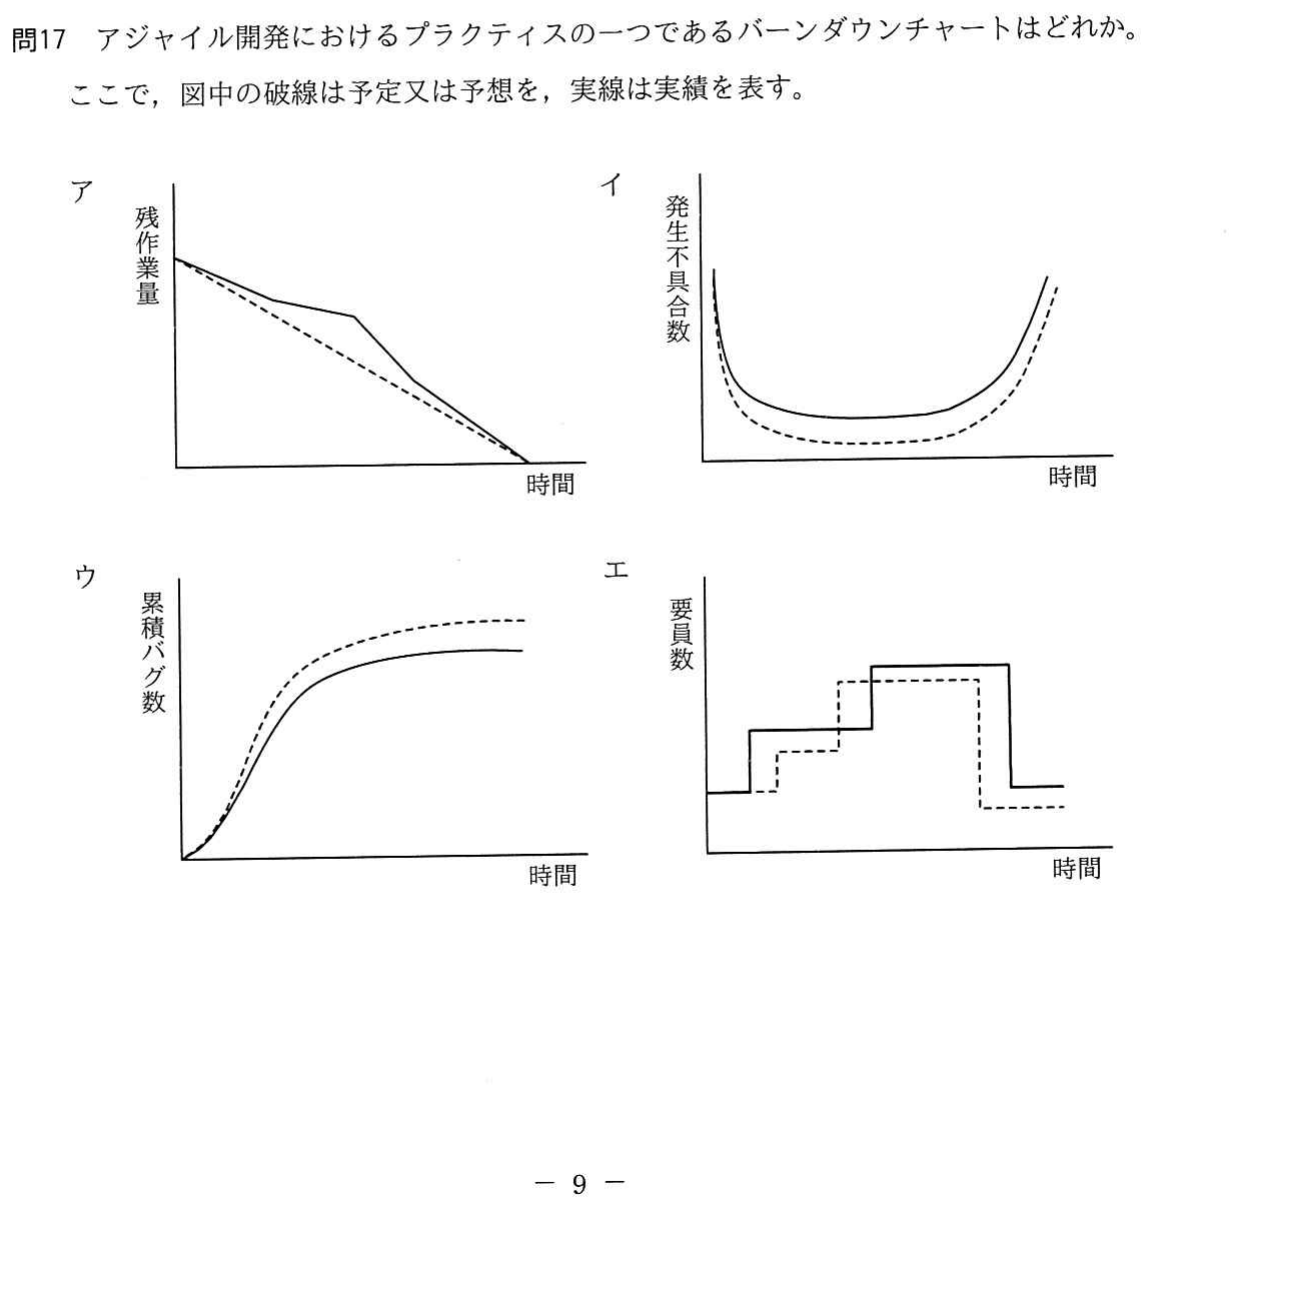 問17　アジャイル開発におけるプラクティスの一つであるバーンダウンチャートはどれか。
ここで，図中の破線は予定又は予想を，実線は実績を表す。
ア
残作業量
時間
イ
発生不具合数
時間
ウ
累積バグ数
時間
エ
要員数
時間
－ 9 －